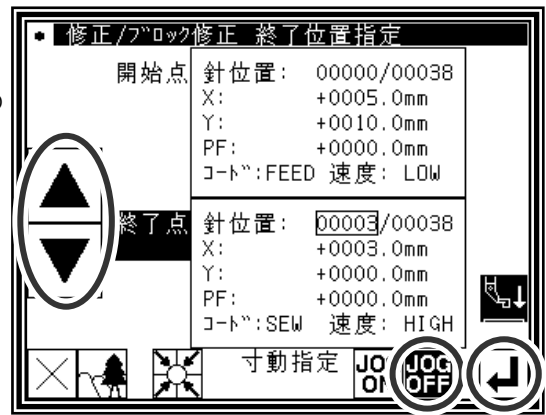 修正/ブロック修正 終了位置指定
開始点
針位置: 00000/00038
X: +0005.0mm
Y: +0010.0mm
PF: +0000.0mm
コード:FEED 速度: LOW
終了点
針位置: 00003/00038
X: +0003.0mm
Y: +0000.0mm
PF: +0000.0mm
コード:SEW 速度: HIGH
寸動指定
JOG ON
JOG OFF